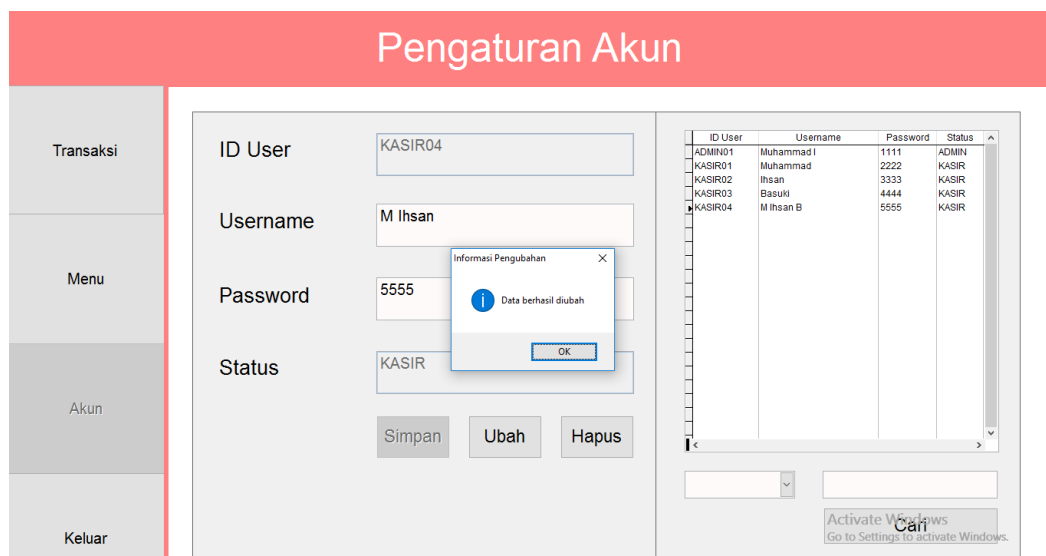 Pengaturan Akun
Transaksi
Menu
Akun
Keluar
ID User
KASIR04
Username
M Ihsan
Password
5555
Status
KASIR
Simpan Ubah Hapus
Informasi Pengubahan
Data berhasil diubah
OK
ID User Username Password Status
ADMIN01 Muhammad I 1111 ADMIN
KASIR01 Muhammad 2222 KASIR
KASIR02 Ihsan 3333 KASIR
KASIR03 Basuki 4444 KASIR
KASIR04 M Ihsan B 5555 KASIR
Cari
Activate Windows
Go to Settings to activate Windows.